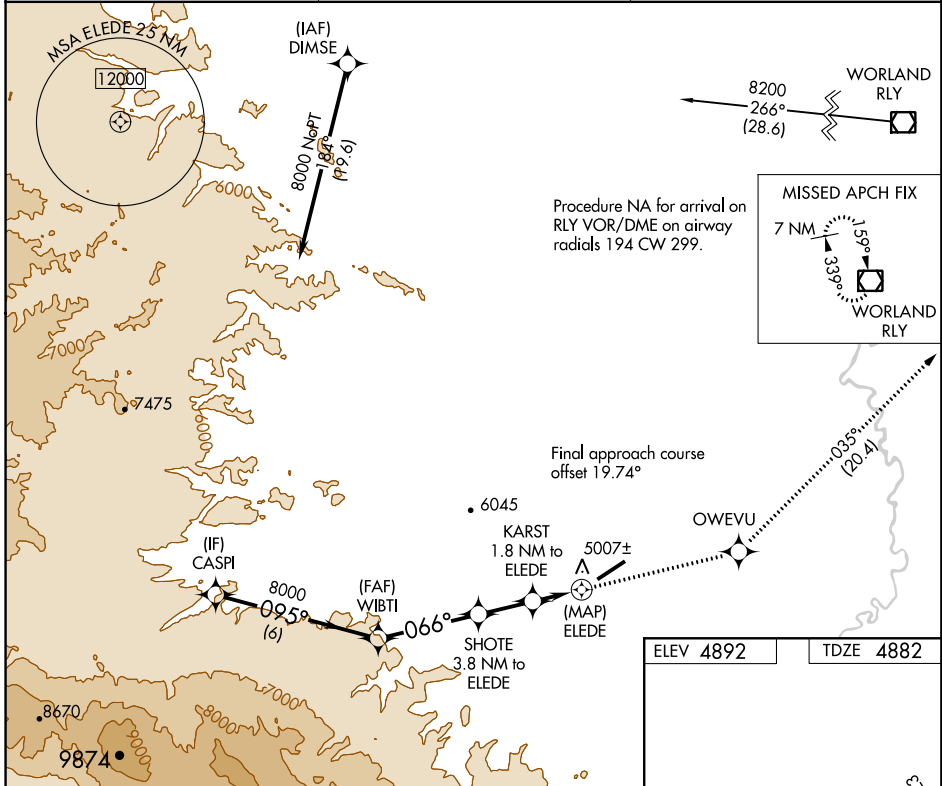 MSA ELEDE 25 NM
12000
(IAF)
DIMSE
8000 NoPT
184°
(19.6)
8200
266°
(28.6)
WORLAND
RLY
Procedure NA for arrival on
RLY VOR/DME on airway
radials 194 CW 299.
MISSED APCH FIX
7 NM
159°
339°
WORLAND
RLY
6000
7000
7475
6000
Final approach course
offset 19.74°
035°
(20.4)
6045
KARST
1.8 NM to
ELEDE
5007±
OWEVU
(IF)
CASPI
8000
095°
(6)
(FAF)
WIBTI
066°
(MAP)
ELEDE
SHOTE
3.8 NM to
ELEDE
ELEV 4892
TDZE 4882
7000
8000
9000
8670
9874